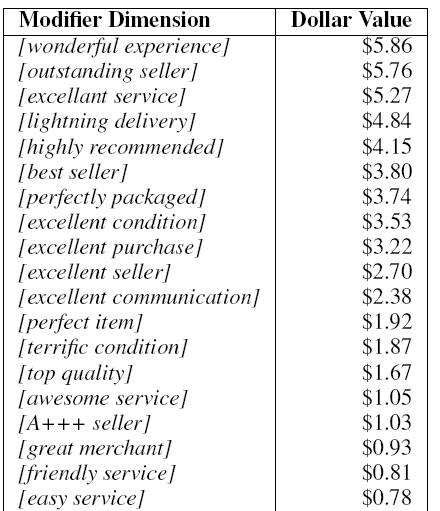 Modifier Dimension Dollar Value
[wonderful experience] $5.86
[outstanding seller] $5.76
[excellant service] $5.27
[lightning delivery] $4.84
[highly recommended] $4.15
[best seller] $3.80
[perfectly packaged] $3.74
[excellent condition] $3.53
[excellent purchase] $3.22
[excellent seller] $2.70
[excellent communication] $2.38
[perfect item] $1.92
[terrific condition] $1.87
[top quality] $1.67
[awesome service] $1.05
[A+++ seller] $1.03
[great merchant] $0.93
[friendly service] $0.81
[easy service] $0.78